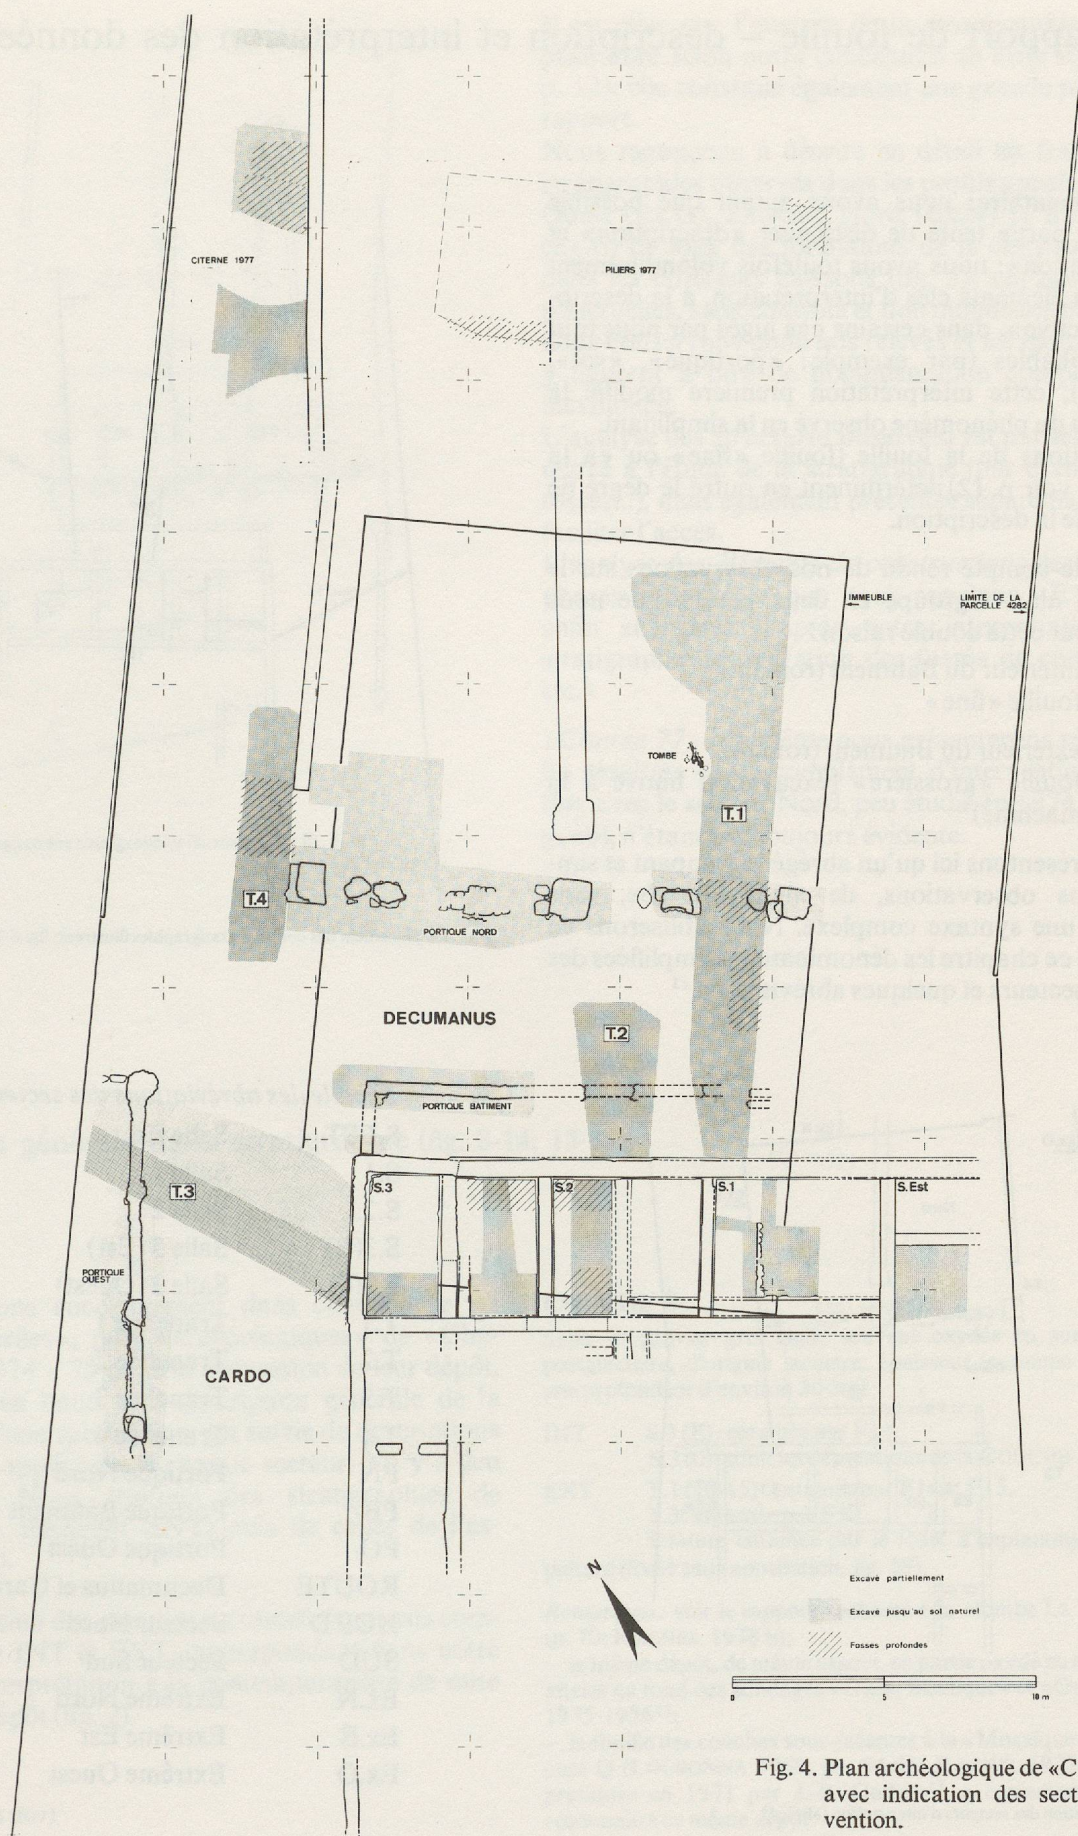 CITERNE 1977
PILIERS 1977
IMMEUBLE
LIMITE DE LA
PARCELLE 4282
TOMBE
T.1
T.4
PORTIQUE NORD
DECUMANUS
T.2
PORTIQUE BATIMENT
T.3
S.3
S.2
S.1
S.Est
PORTIQUE
OUEST
CARDO
N
Excavé partiellement
Excavé jusqu'au sol naturel
Fosses profondes
0 5 10 m
Fig. 4. Plan archéologique de «C
avec indication des sect
vention.